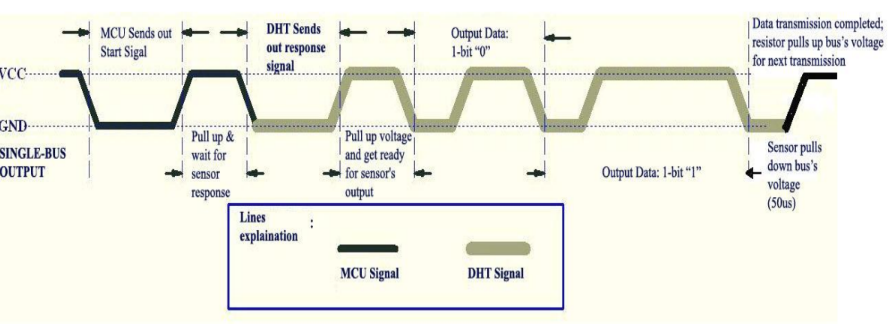 MCU Sends out
Start Sigal
DHT Sends
out response
signal
Output Data:
1-bit “0”
Data transmission completed;
resistor pulls up bus's voltage
for next transmission
VCC
GND
SINGLE-BUS
OUTPUT
Pull up &
wait for
sensor
response
Pull up voltage
and get ready
for sensor's
output
Output Data: 1-bit “1”
Sensor pulls
down bus's
voltage
(50us)
Lines
explaination :
MCU Signal
DHT Signal